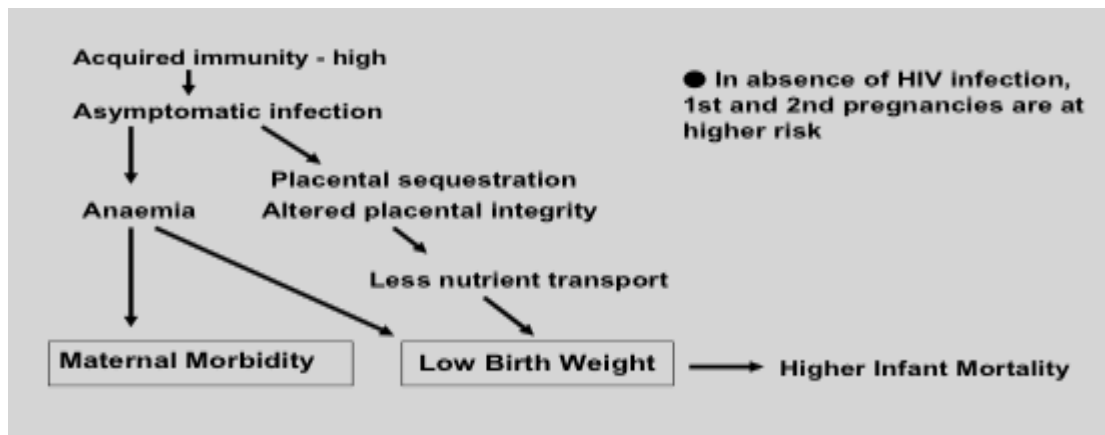 Acquired immunity - high
● In absence of HIV infection,
1st and 2nd pregnancies are at
higher risk
Asymptomatic infection
Placental sequestration
Anaemia
Altered placental integrity
Less nutrient transport
Maternal Morbidity
Low Birth Weight
Higher Infant Mortality